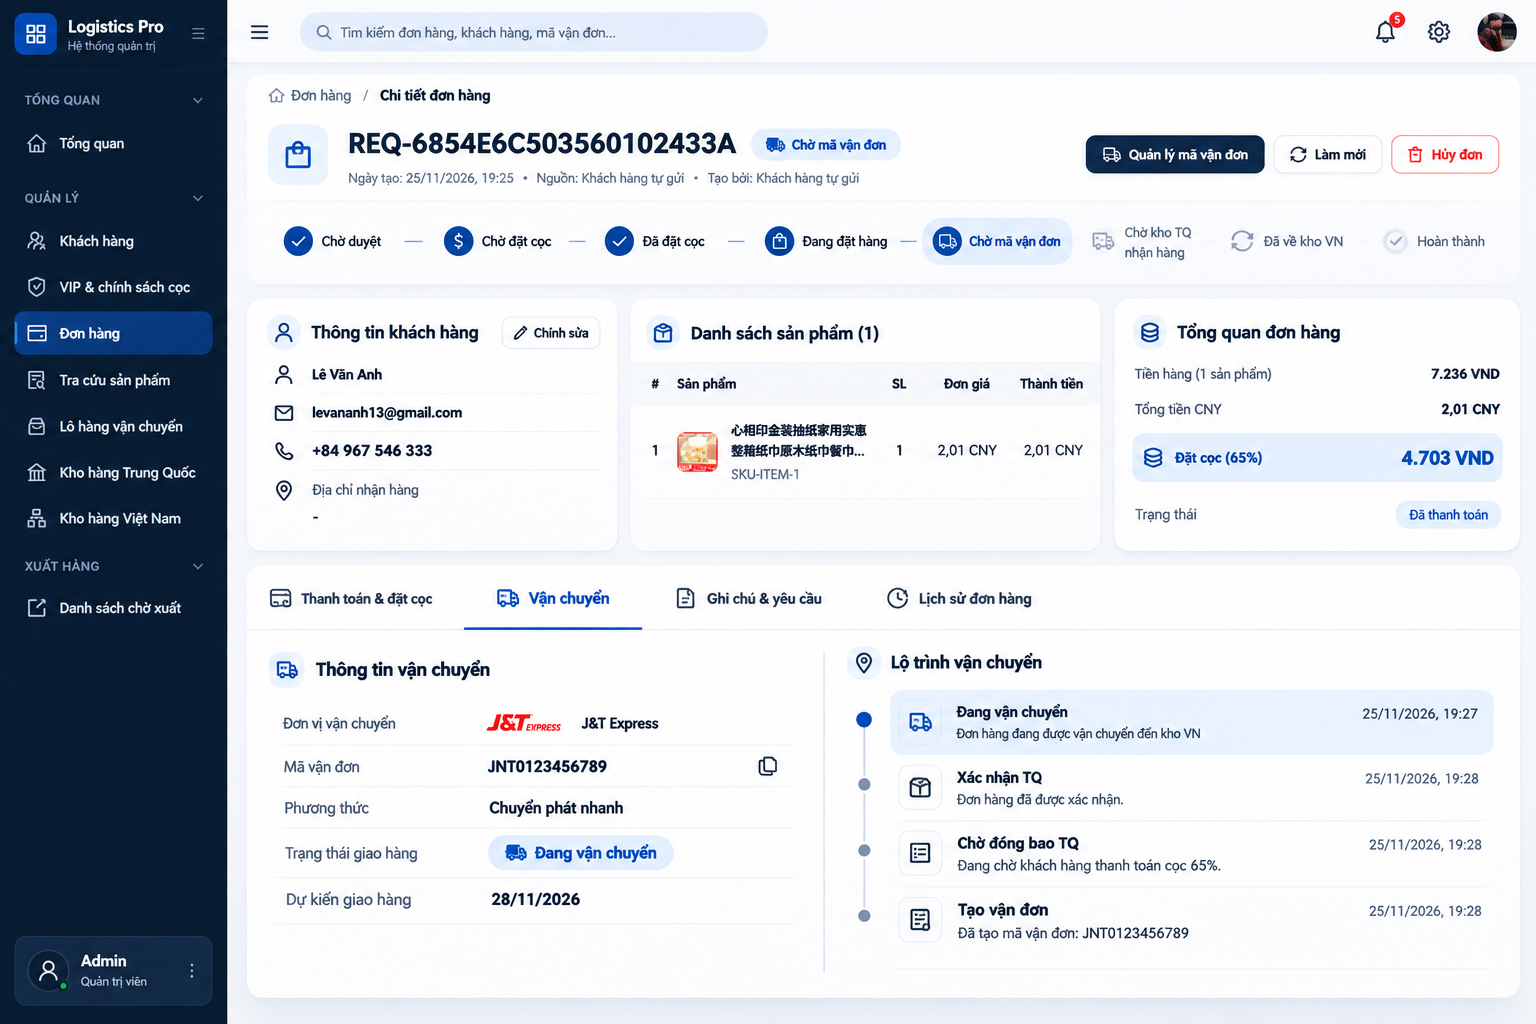 Logistics Pro
Hệ thống quản trị
TỔNG QUAN
Tổng quan
QUẢN LÝ
Khách hàng
VIP & chính sách cọc
Đơn hàng
Tra cứu sản phẩm
Lô hàng vận chuyển
Kho hàng Trung Quốc
Kho hàng Việt Nam
XUẤT HÀNG
Danh sách chờ xuất
Admin
Quản trị viên
Tìm kiếm đơn hàng, khách hàng, mã vận đơn...
5
Đơn hàng / Chi tiết đơn hàng
REQ-6854E6C503560102433A
Chờ mã vận đơn
Ngày tạo: 25/11/2026, 19:25 • Nguồn: Khách hàng tự gửi • Tạo bởi: Khách hàng tự gửi
Quản lý mã vận đơn
Làm mới
Hủy đơn
Chờ duyệt
Chờ đặt cọc
Đã đặt cọc
Đang đặt hàng
Chờ mã vận đơn
Chờ kho TQ
nhận hàng
Đã về kho VN
Hoàn thành
Thông tin khách hàng
Chỉnh sửa
Lê Văn Anh
levananh13@gmail.com
+84 967 546 333
Địa chỉ nhận hàng
-
Danh sách sản phẩm (1)
# Sản phẩm SL Đơn giá Thành tiền
心相印金装抽纸家用实惠
1 整箱纸巾原木纸巾餐巾... 1 2,01 CNY 2,01 CNY
SKU-ITEM-1
Tổng quan đơn hàng
Tiền hàng (1 sản phẩm) 7.236 VND
Tổng tiền CNY 2,01 CNY
Đặt cọc (65%) 4.703 VND
Trạng thái Đã thanh toán
Thanh toán & đặt cọc
Vận chuyển
Ghi chú & yêu cầu
Lịch sử đơn hàng
Thông tin vận chuyển
Đơn vị vận chuyển J&T EXPRESS J&T Express
Mã vận đơn JNT0123456789
Phương thức Chuyển phát nhanh
Trạng thái giao hàng Đang vận chuyển
Dự kiến giao hàng 28/11/2026
Lộ trình vận chuyển
Đang vận chuyển 25/11/2026, 19:27
Đơn hàng đang được vận chuyển đến kho VN
Xác nhận TQ 25/11/2026, 19:28
Đơn hàng đã được xác nhận.
Chờ đóng bao TQ 25/11/2026, 19:28
Đang chờ khách hàng thanh toán cọc 65%.
Tạo vận đơn 25/11/2026, 19:28
Đã tạo mã vận đơn: JNT0123456789